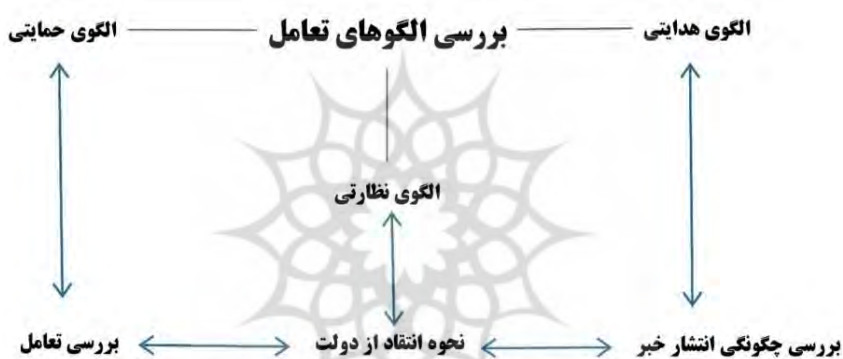 الگوی هدایتی بررسی الگوهای تعامل الگوی حمایتی
الگوی نظارتی
بررسی چگونگی انتشار خبر نحوه انتقاد از دولت بررسی تعامل